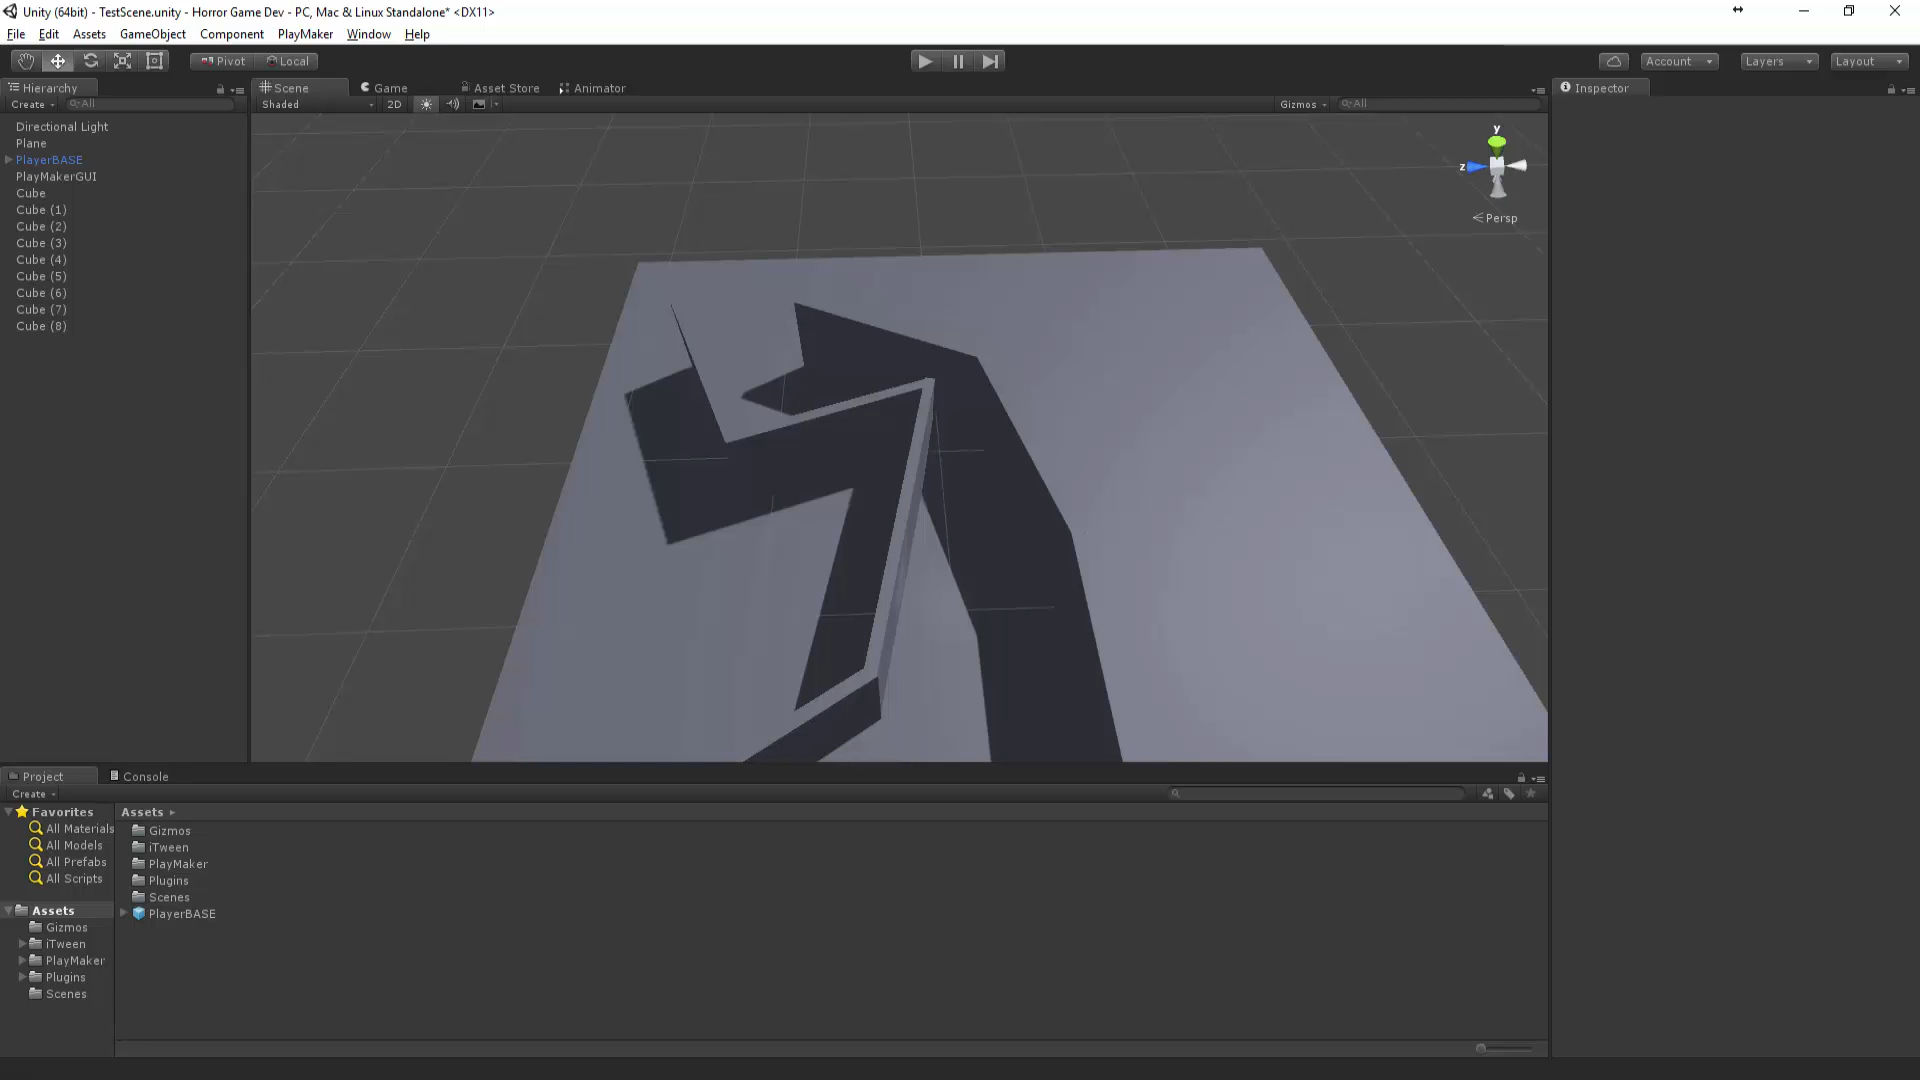 Unity (64bit) - TestScene.unity - Horror Game Dev - PC, Mac & Linux Standalone* <DX11>
File Edit Assets GameObject Component PlayMaker Window Help
Pivot Local Account Layers Layout
Hierarchy Scene Game Asset Store Animator Inspector
Create All Shaded 2D Gizmos All
Directional Light
Plane
PlayerBASE
PlayMakerGUI
Cube
Cube (1)
Cube (2)
Cube (3)
Cube (4)
Cube (5)
Cube (6)
Cube (7)
Cube (8)
y
z
Persp
Project Console
Create
Favorites
All Materials
All Models
All Prefabs
All Scripts
Assets
Gizmos
iTween
PlayMaker
Plugins
Scenes
Assets
Gizmos
iTween
PlayMaker
Plugins
Scenes
PlayerBASE